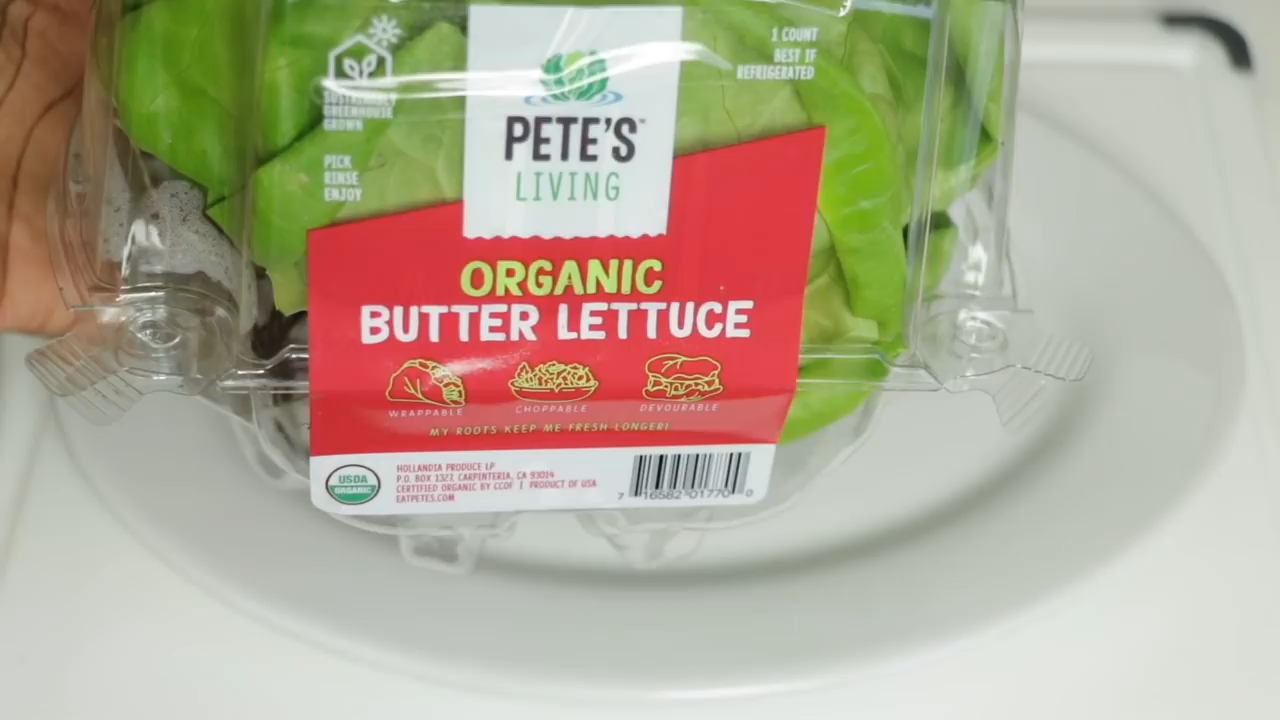 SUSTAINABLY
GREENHOUSE
GROWN
PICK
RINSE
ENJOY
1 COUNT
BEST IF
REFRIGERATED
PETE'S™
LIVING
ORGANIC
BUTTER LETTUCE
WRAPPABLE CHOPPABLE DEVOURABLE
MY ROOTS KEEP ME FRESH LONGER!
USDA
ORGANIC
HOLLANDIA PRODUCE LP
P.O. BOX 1327, CARPINTERIA, CA 93014
CERTIFIED ORGANIC BY CCOF | PRODUCT OF USA
EATPETES.COM
7 16582 01770 0